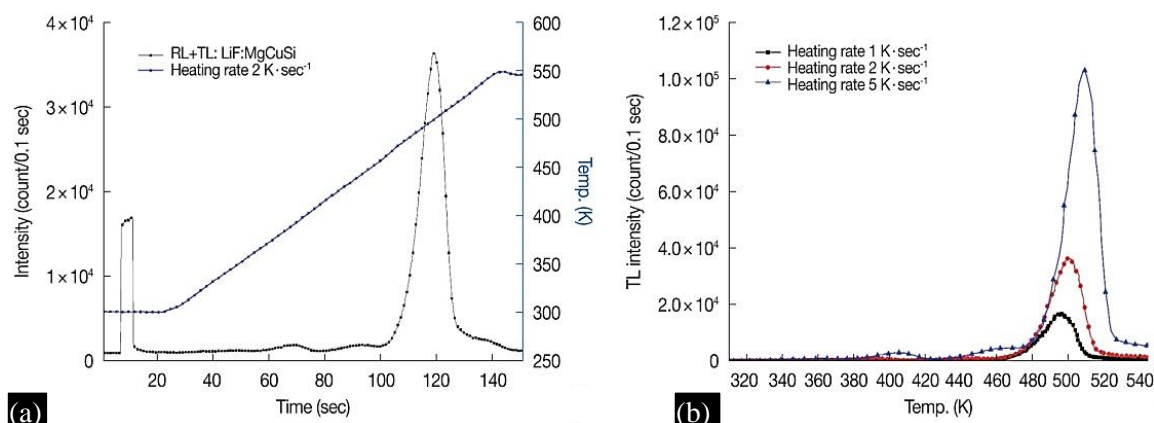 4×10⁴
3×10⁴
2×10⁴
1×10⁴
0
Intensity (count/0.1 sec)
RL+TL: LiF:MgCuSi
Heating rate 2 K·sec⁻¹
600
550
500
450
400
350
300
250
Temp. (K)
20 40 60 80 100 120 140
Time (sec)
(a)
1.2×10⁵
1.0×10⁵
8.0×10⁴
6.0×10⁴
4.0×10⁴
2.0×10⁴
0
TL intensity (count/0.1 sec)
Heating rate 1 K·sec⁻¹
Heating rate 2 K·sec⁻¹
Heating rate 5 K·sec⁻¹
320 340 360 380 400 420 440 460 480 500 520 540
Temp. (K)
(b)